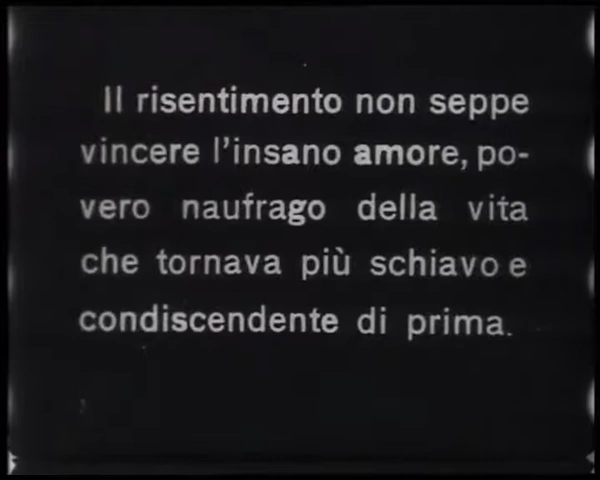 Il risentimento non seppe
vincere l'insano amore, po-
vero naufrago della vita
che tornava più schiavo e
condiscendente di prima.